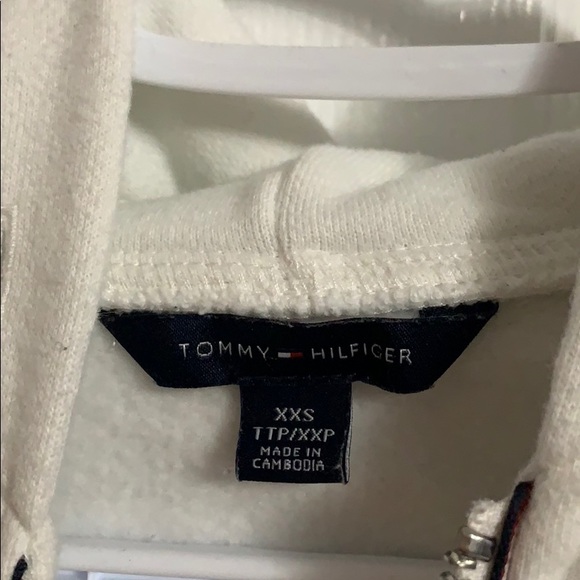 TOMMY HILFIGER
XXS
TTP/XXP
MADE IN
CAMBODIA